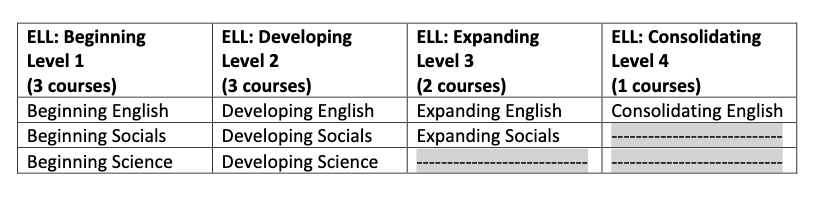 ELL: Beginning
Level 1
(3 courses)
ELL: Developing
Level 2
(3 courses)
ELL: Expanding
Level 3
(2 courses)
ELL: Consolidating
Level 4
(1 courses)
Beginning English
Developing English
Expanding English
Consolidating English
Beginning Socials
Developing Socials
Expanding Socials
-----------------------------
Beginning Science
Developing Science
-----------------------------
-----------------------------